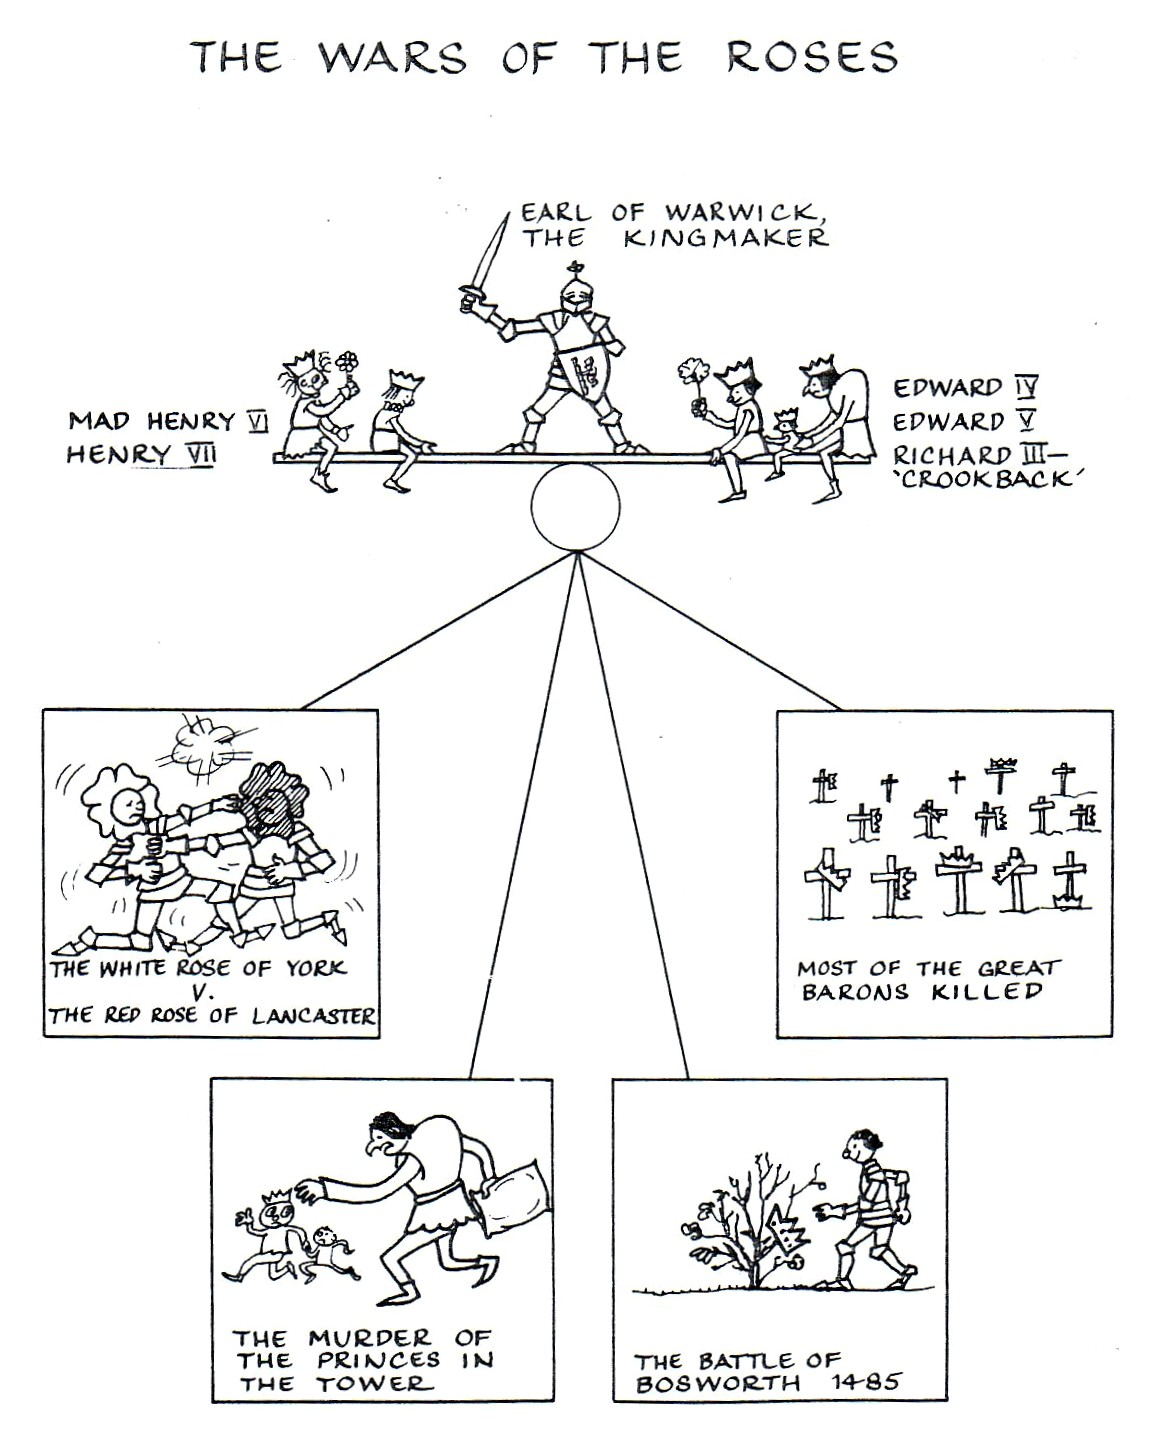 THE WARS OF THE ROSES
EARL OF WARWICK,
THE KINGMAKER
MAD HENRY VI
HENRY VII
EDWARD IV
EDWARD V
RICHARD III—
'CROOKBACK'
THE WHITE ROSE OF YORK
V.
THE RED ROSE OF LANCASTER
MOST OF THE GREAT
BARONS KILLED
THE MURDER OF
THE PRINCES IN
THE TOWER
THE BATTLE OF
BOSWORTH 1485